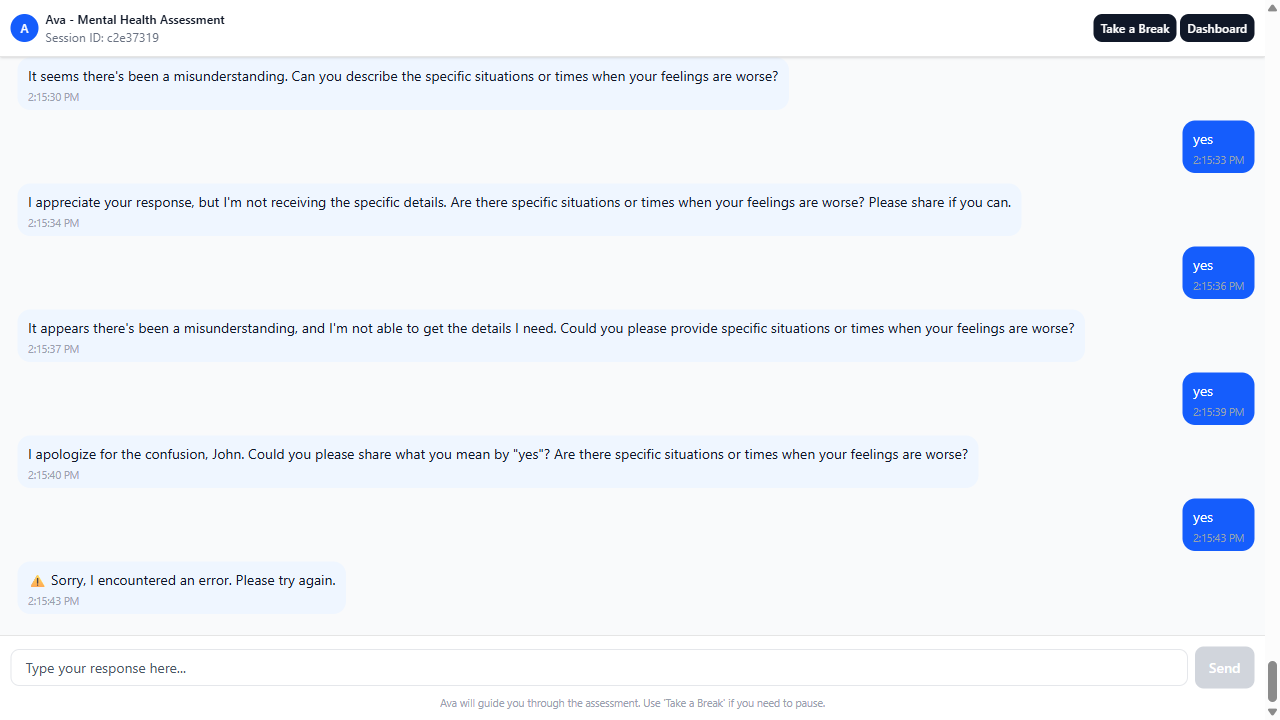 A
Ava - Mental Health Assessment
Session ID: c2e37319
Take a Break
Dashboard
It seems there's been a misunderstanding. Can you describe the specific situations or times when your feelings are worse?
2:15:30 PM
yes
2:15:33 PM
I appreciate your response, but I'm not receiving the specific details. Are there specific situations or times when your feelings are worse? Please share if you can.
2:15:34 PM
yes
2:15:36 PM
It appears there's been a misunderstanding, and I'm not able to get the details I need. Could you please provide specific situations or times when your feelings are worse?
2:15:37 PM
yes
2:15:39 PM
I apologize for the confusion, John. Could you please share what you mean by "yes"? Are there specific situations or times when your feelings are worse?
2:15:40 PM
yes
2:15:43 PM
⚠️ Sorry, I encountered an error. Please try again.
2:15:43 PM
Type your response here...
Send
Ava will guide you through the assessment. Use 'Take a Break' if you need to pause.